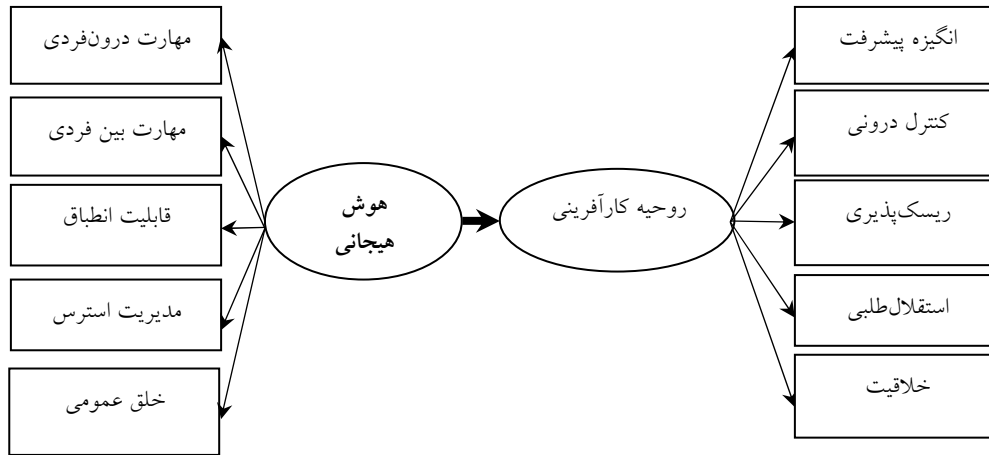 مهارت درون‌فردی
مهارت بین فردی
قابلیت انطباق
مدیریت استرس
خلق عمومی
هوش
هیجانی
روحیه کارآفرینی
انگیزه پیشرفت
کنترل درونی
ریسک‌پذیری
استقلال‌طلبی
خلاقیت